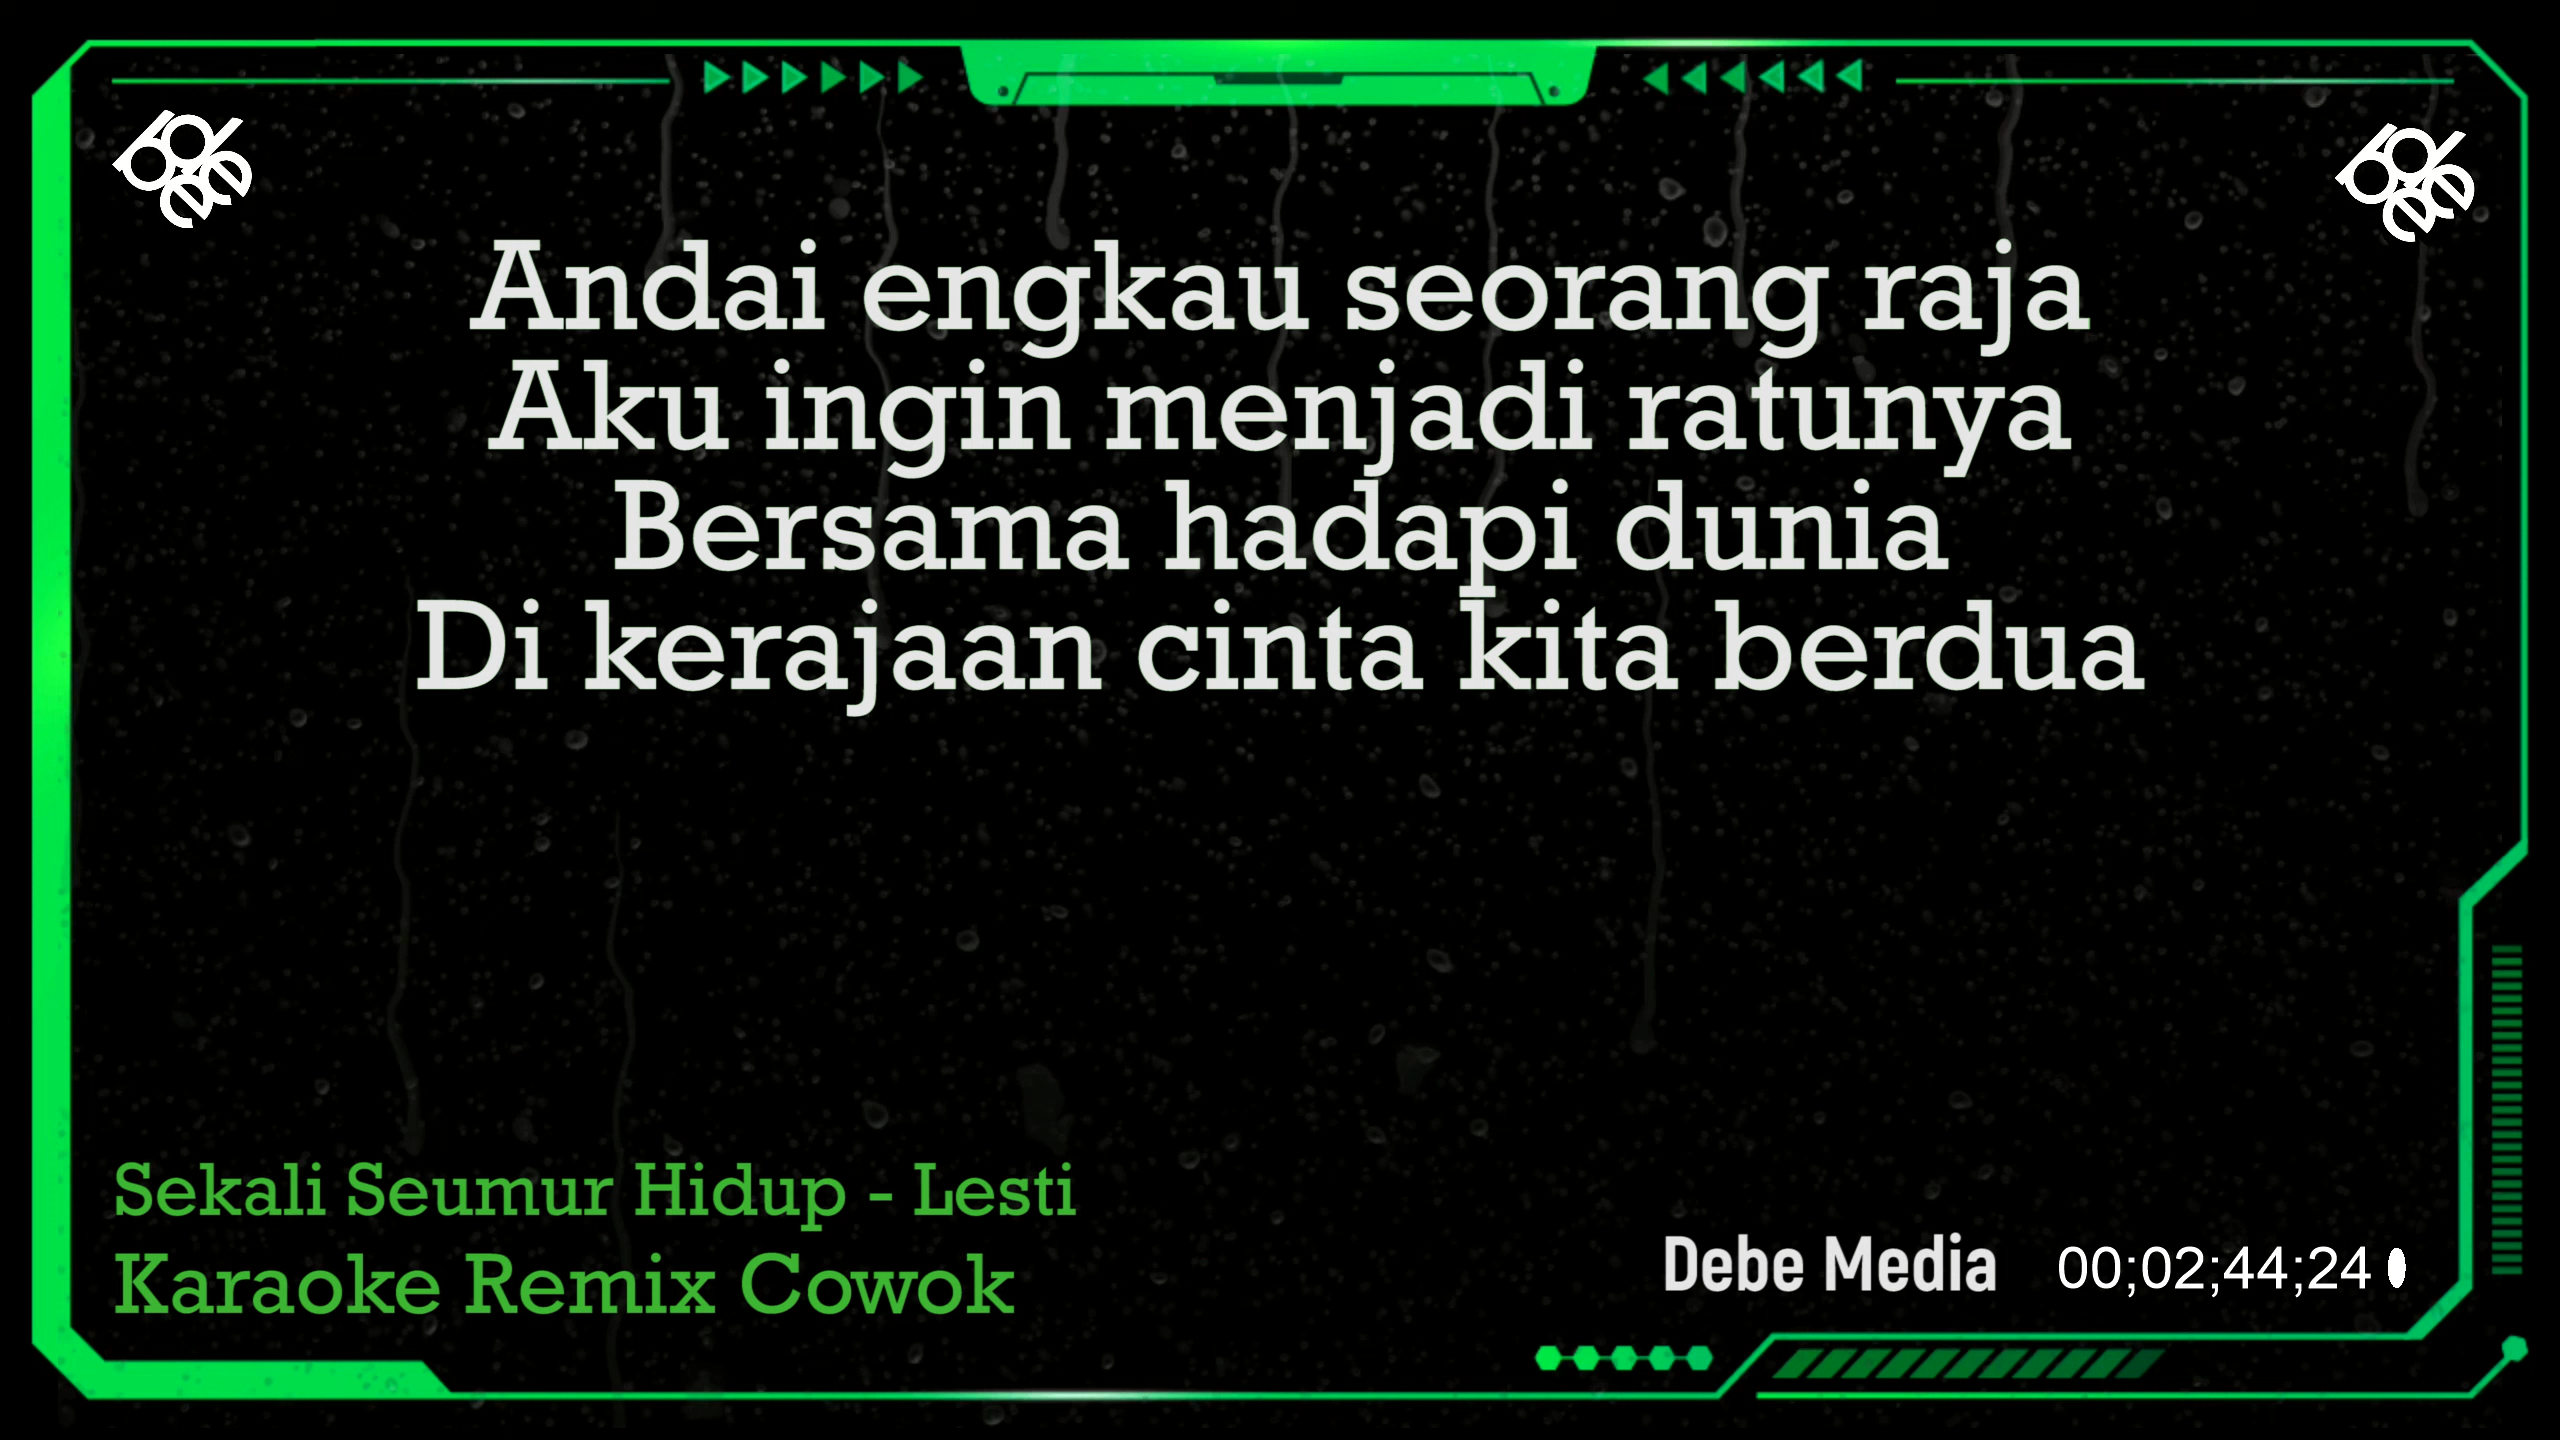 Andai engkau seorang raja
Aku ingin menjadi ratunya
Bersama hadapi dunia
Di kerajaan cinta kita berdua
Sekali Seumur Hidup - Lesti
Karaoke Remix Cowok
Debe Media
00;02;44;24